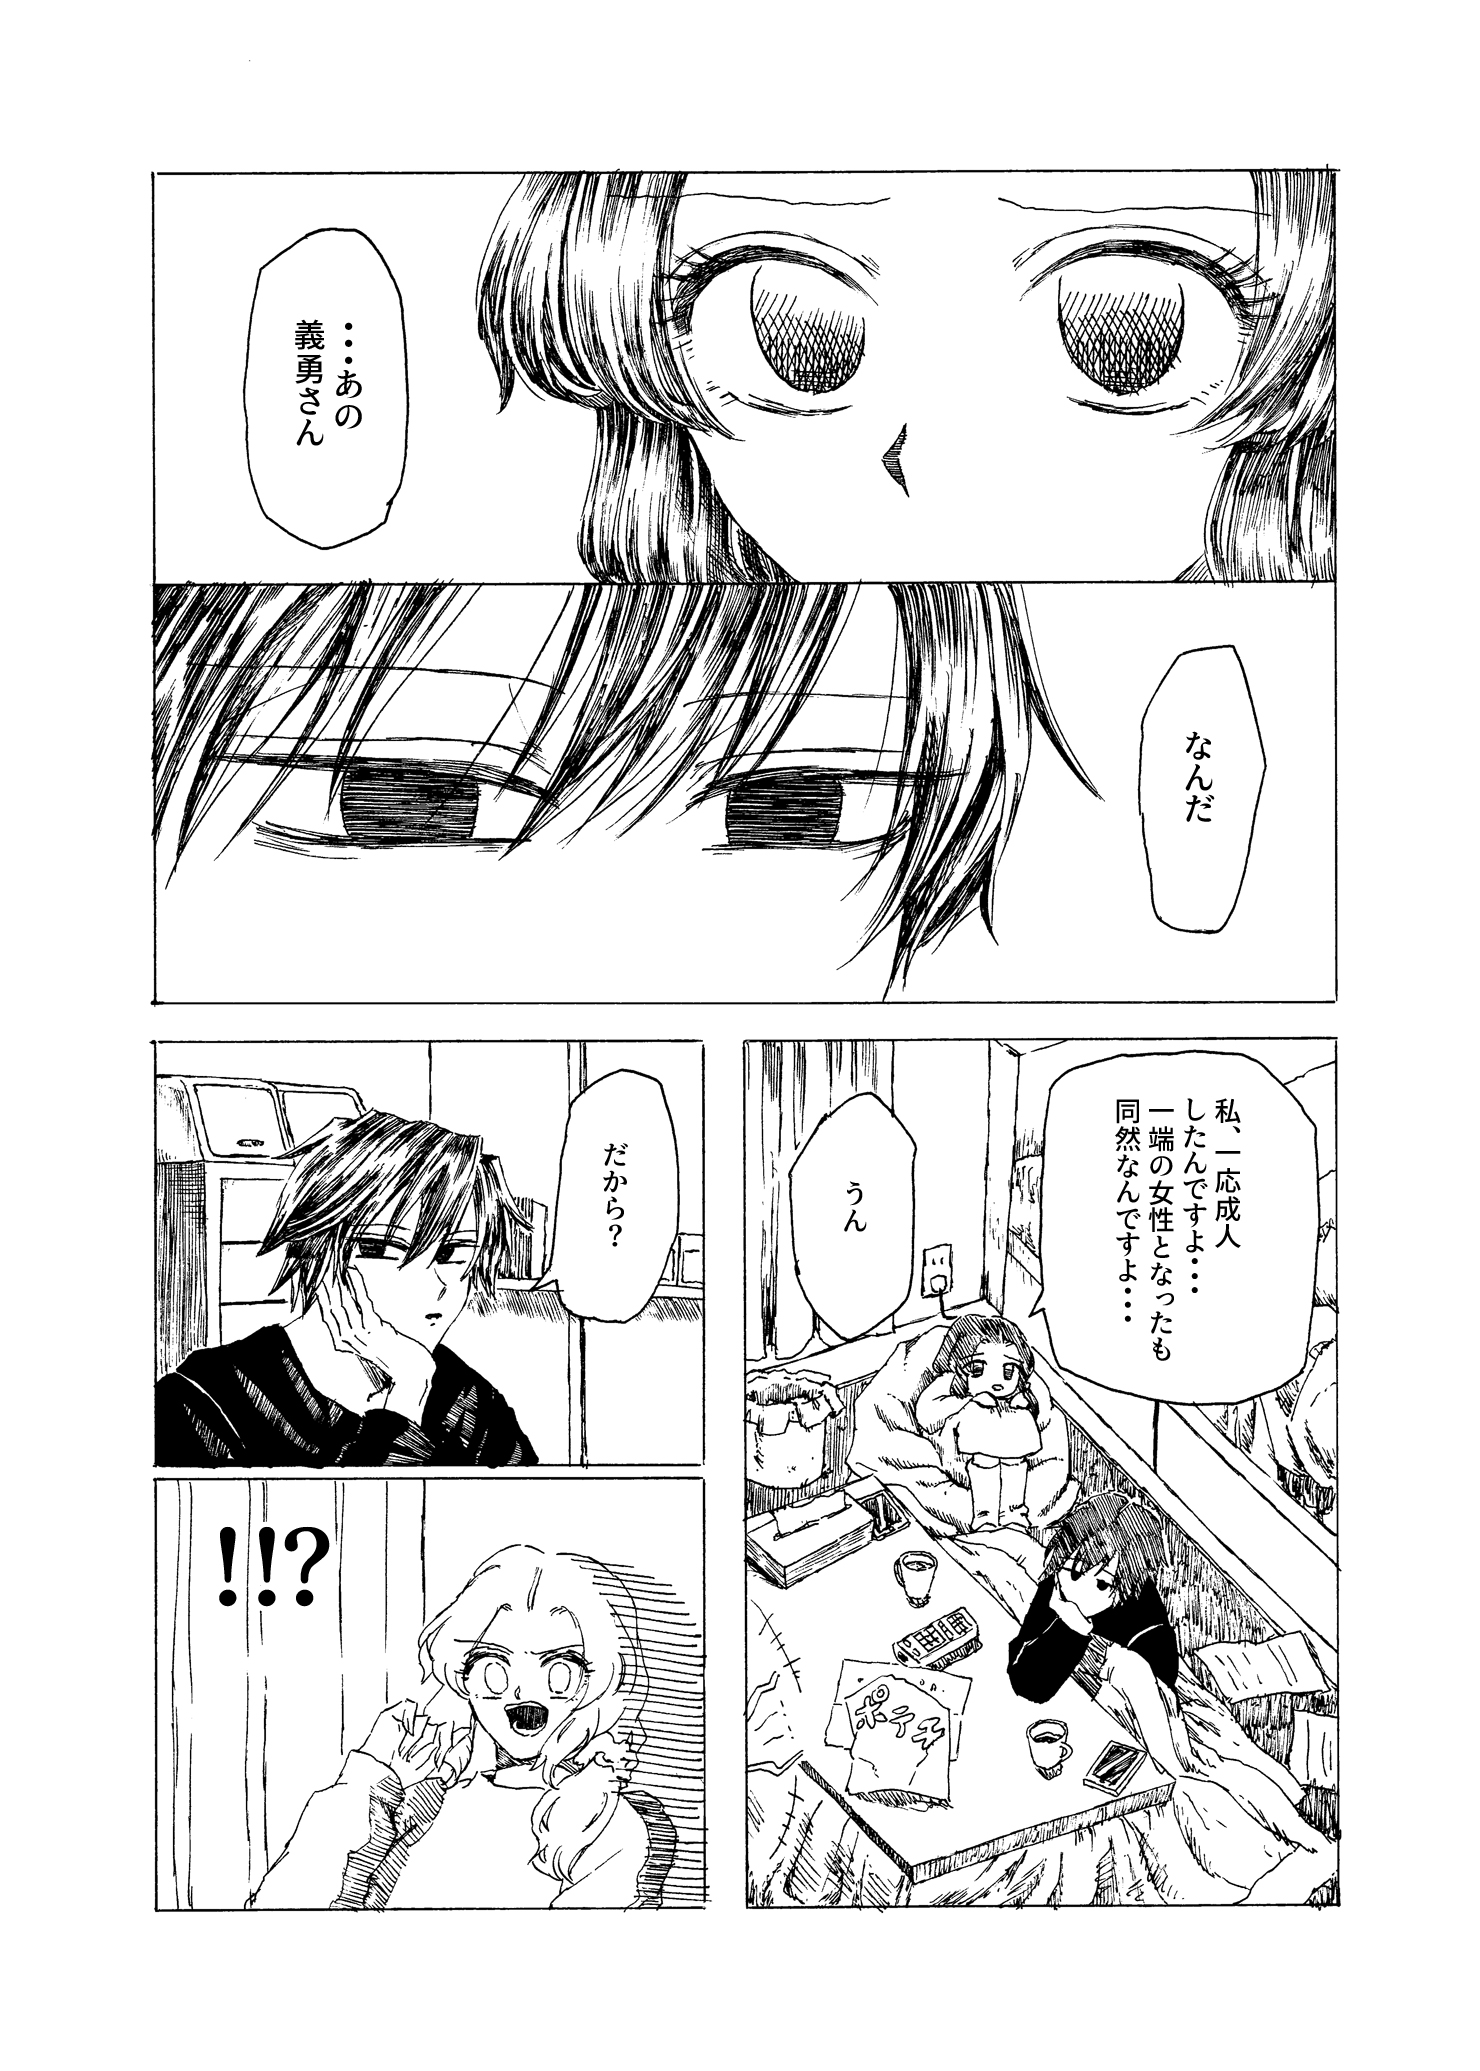 ・・・あの
義勇さん
なんだ
私、一応成人
したんですよ・・・
一端の女性となったも
同然なんですよ・・・
うん
ポテチ
だから？
！！？